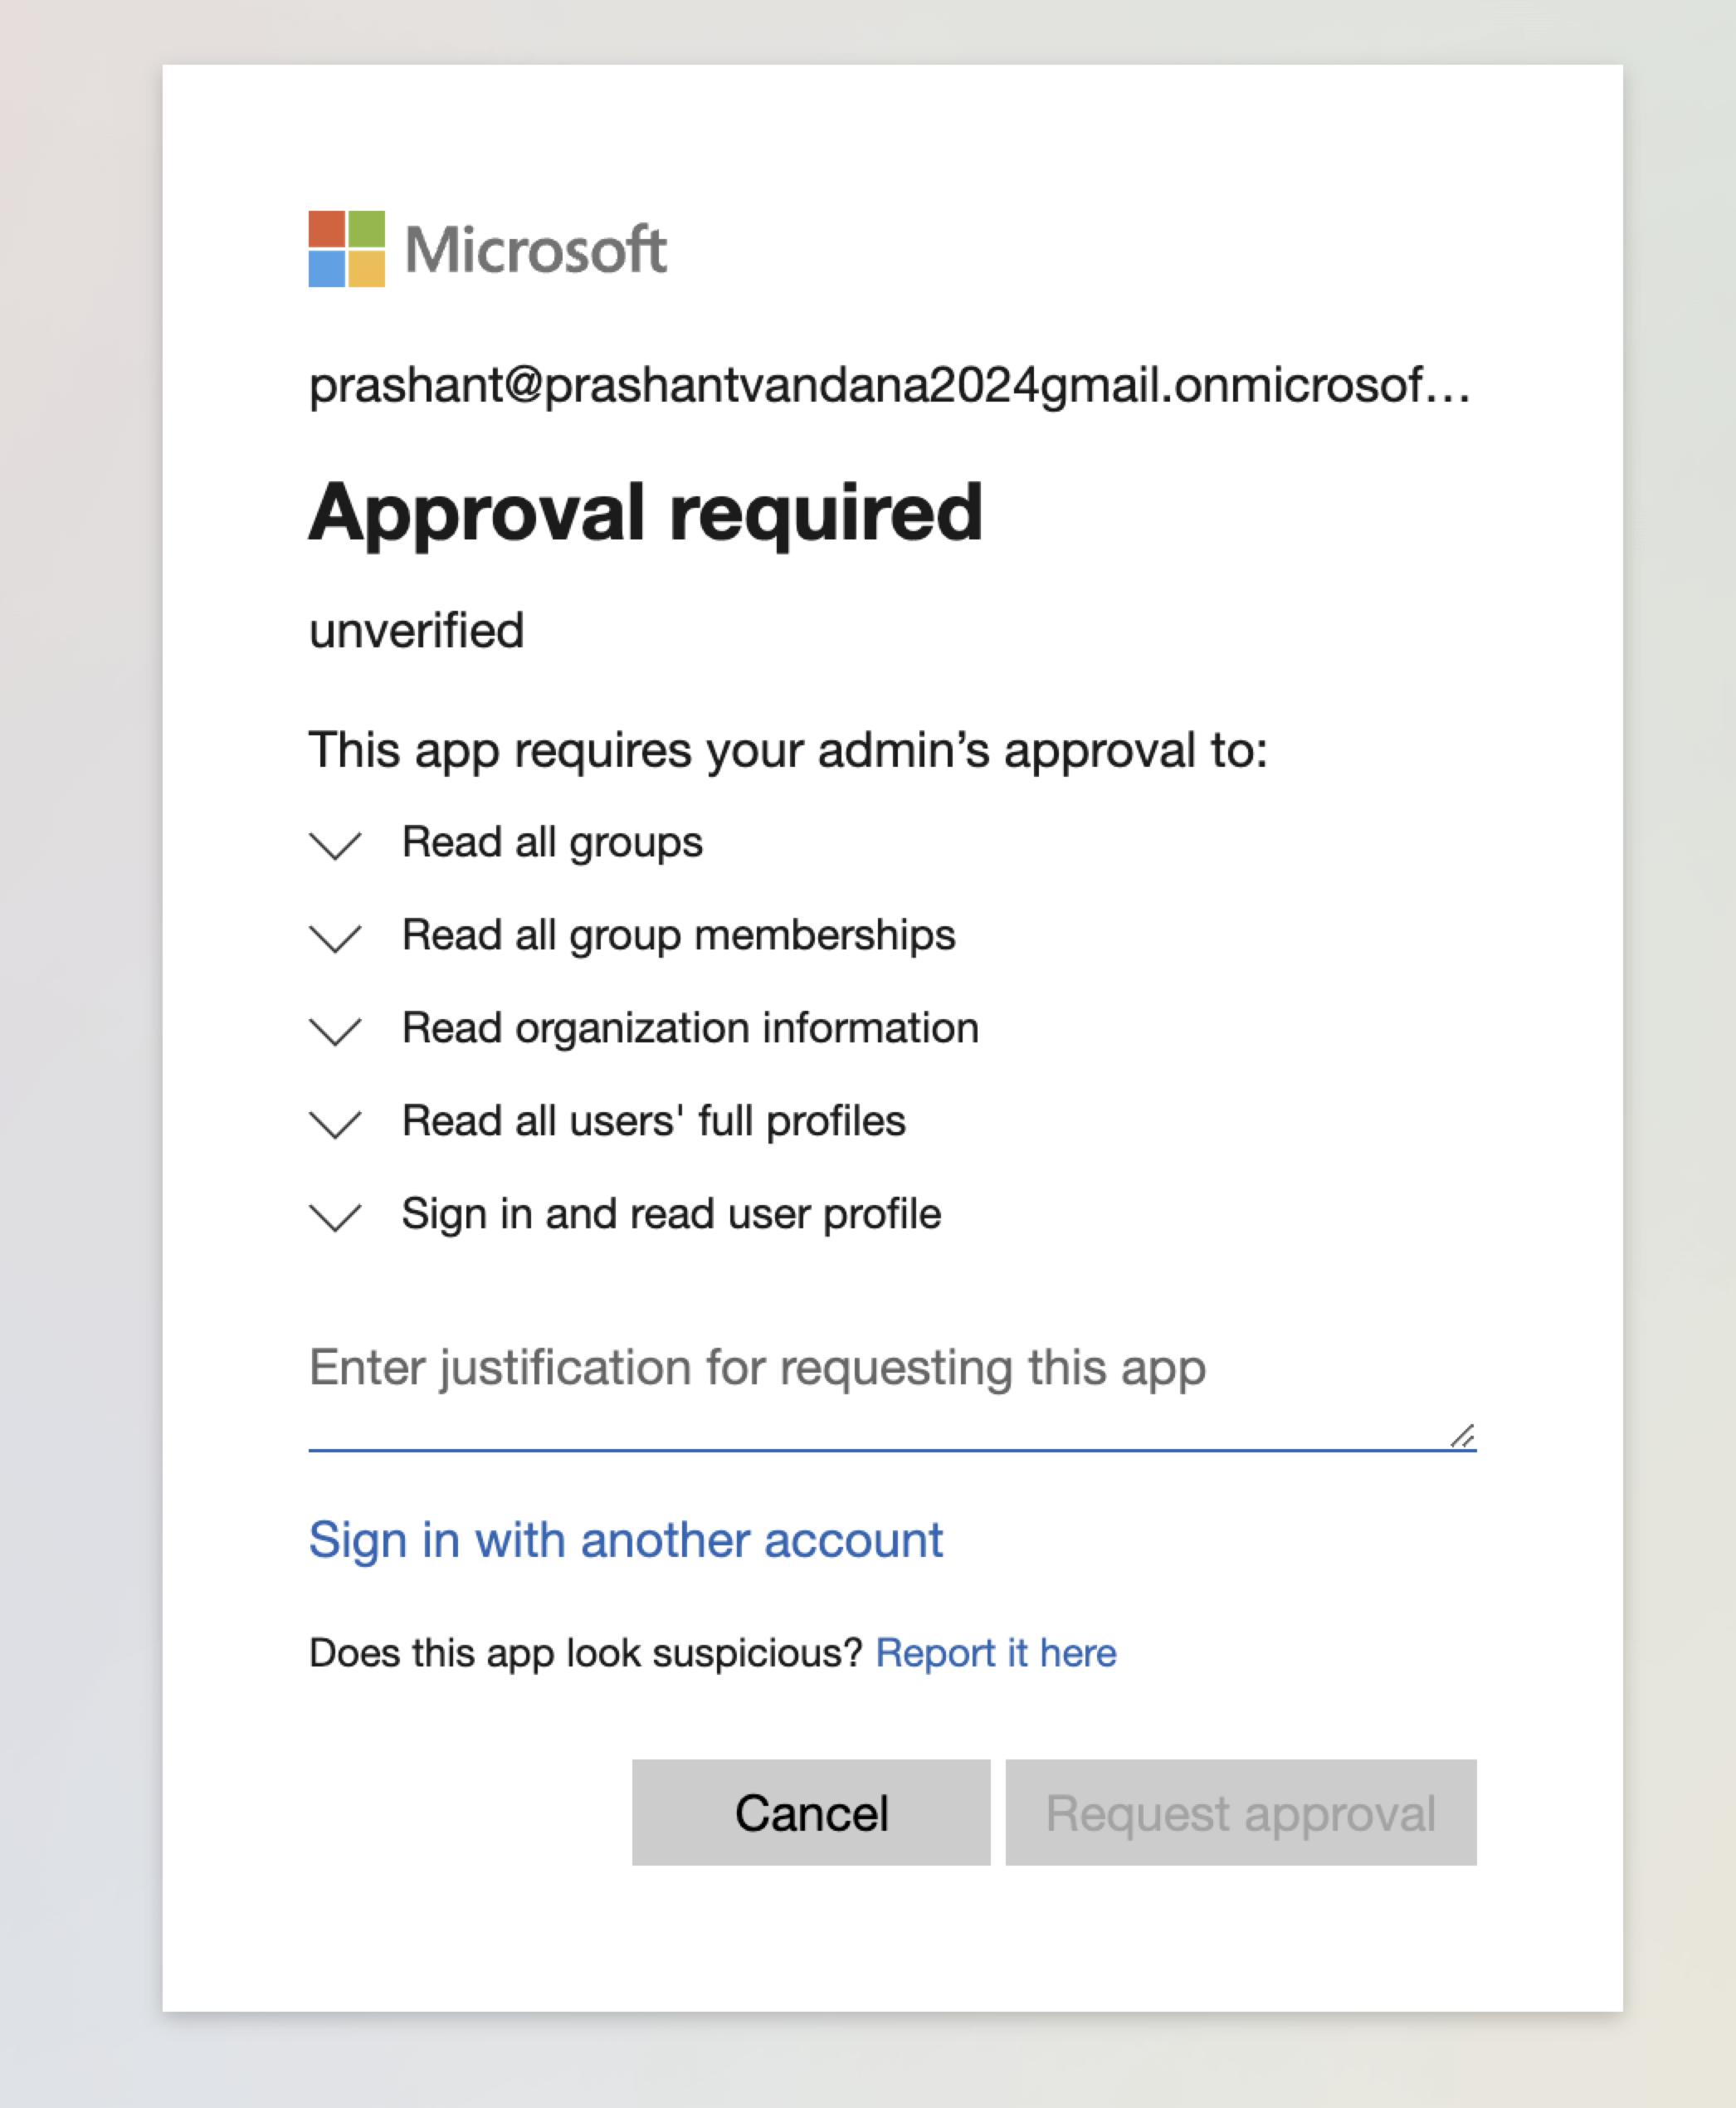 Microsoft
prashant@prashantvandana2024gmail.onmicrosof...
Approval required
unverified
This app requires your admin’s approval to:
Read all groups
Read all group memberships
Read organization information
Read all users' full profiles
Sign in and read user profile
Enter justification for requesting this app
Sign in with another account
Does this app look suspicious? Report it here
Cancel
Request approval